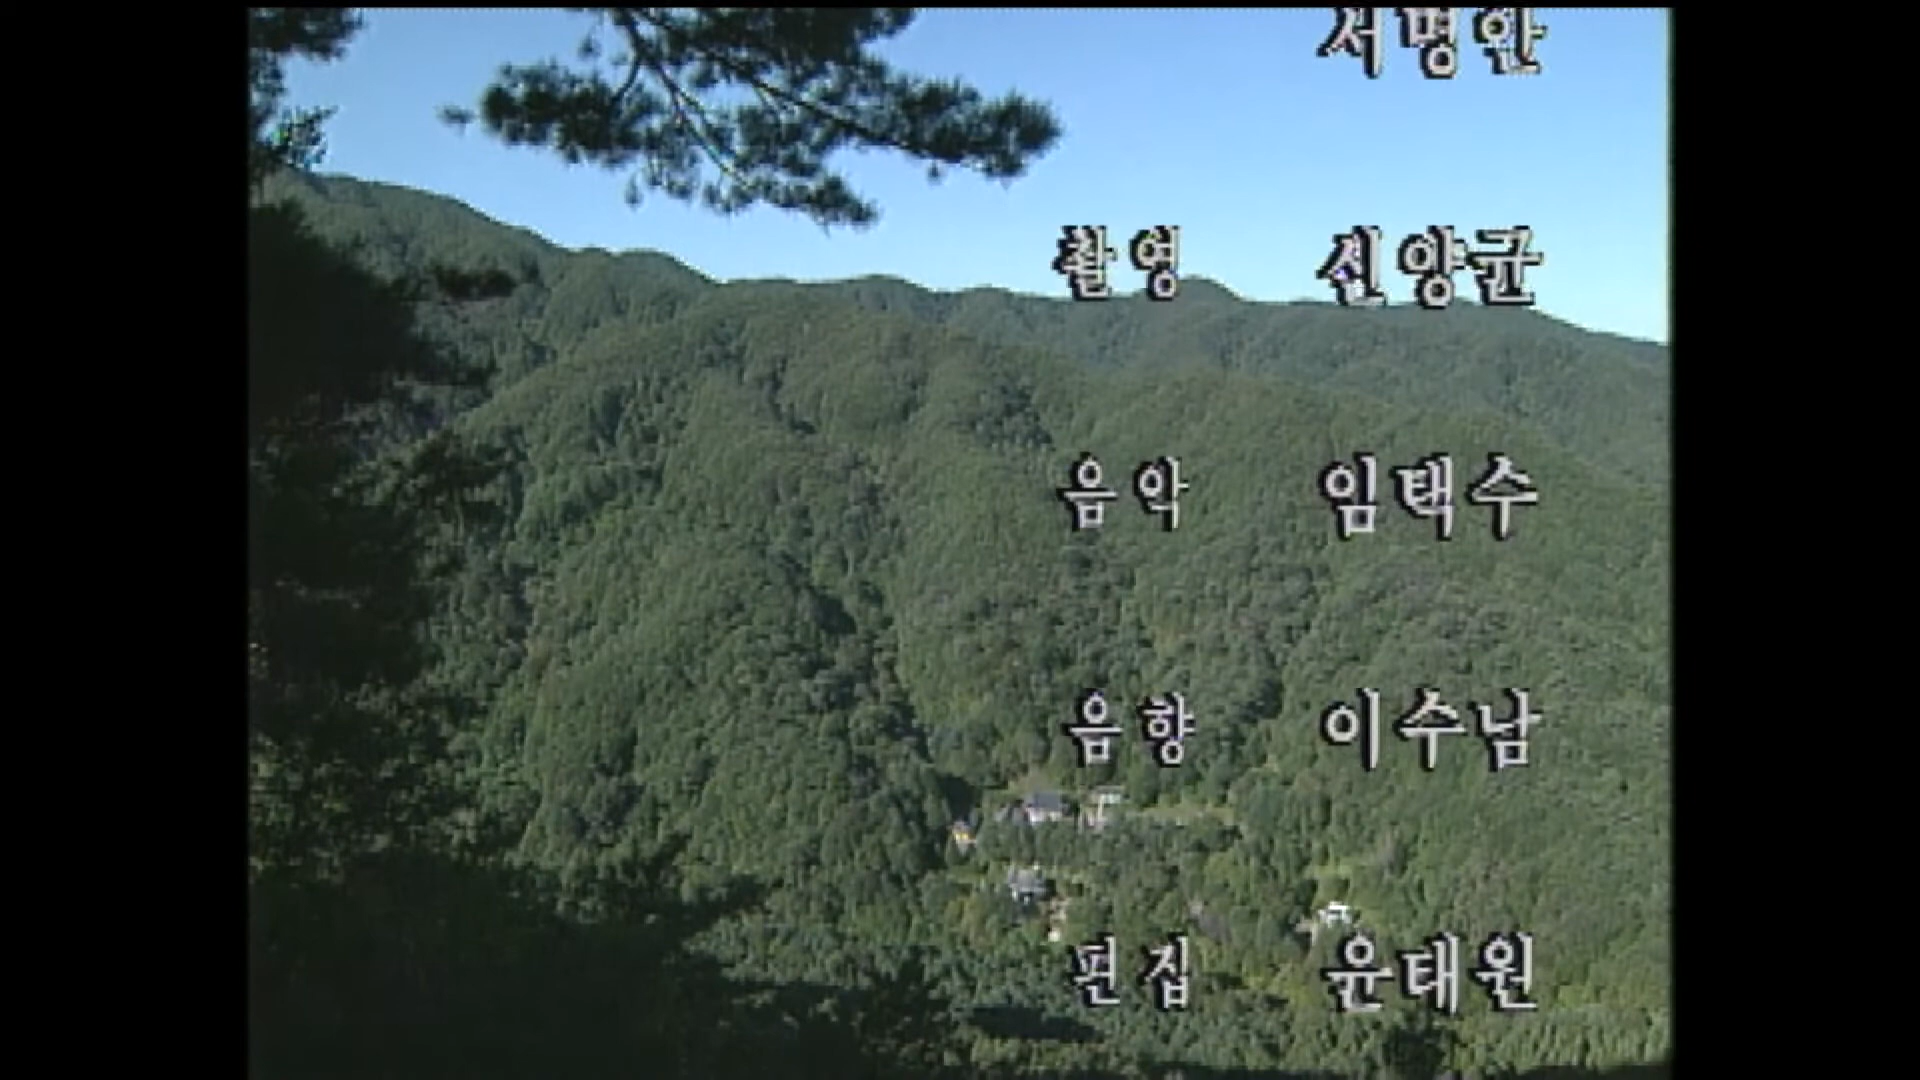 서명안
촬영 신양균
음악 임택수
음향 이수남
편집 윤태원